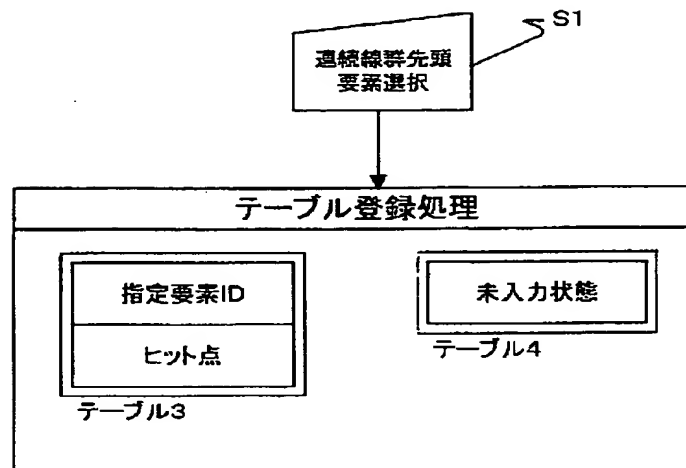 S1
連続線群先頭
要素選択
テーブル登録処理
指定要素ID
ヒット点
テーブル3
未入力状態
テーブル4